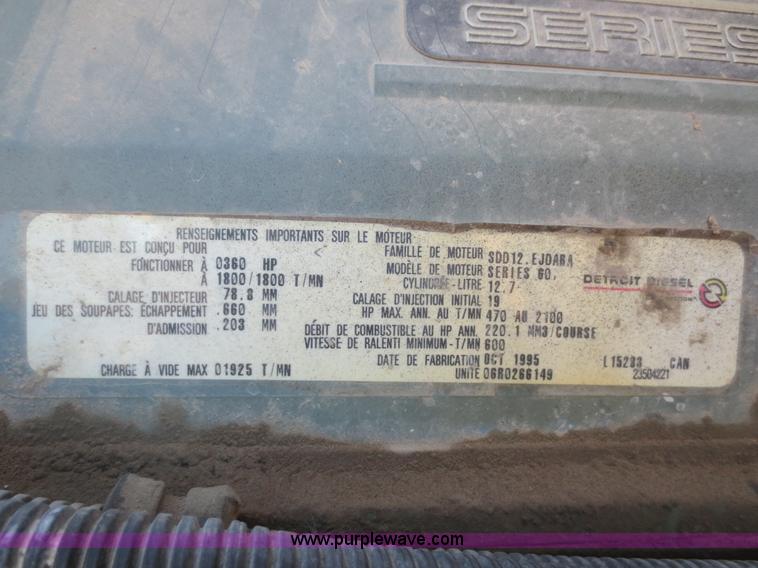 SERIES
RENSEIGNEMENTS IMPORTANTS SUR LE MOTEUR
CE MOTEUR EST CONÇU POUR
FONCTIONNER À 0360 HP
À 1800/1800 T/MN
CALAGE D'INJECTEUR 78.8 MM
JEU DES SOUPAPES: ÉCHAPPEMENT .660 MM
D'ADMISSION .203 MM
CHARGE À VIDE MAX 01925 T/MN
FAMILLE DE MOTEUR SDD12.EJDARA
MODÈLE DE MOTEUR SERIES 60.
CYLINDRÉE-LITRE 12.7
CALAGE D'INJECTION INITIAL 19
HP MAX. ANN. AU T/MN 470 AU 2100
DÉBIT DE COMBUSTIBLE AU HP ANN. 220.1 MM3/COURSE
VITESSE DE RALENTI MINIMUM-T/MN 600
DATE DE FABRICATION OCT 1995
UNITÉ 06R0266149
DETROIT DIESEL
L15233 CAN
23504221
www.purplewave.com